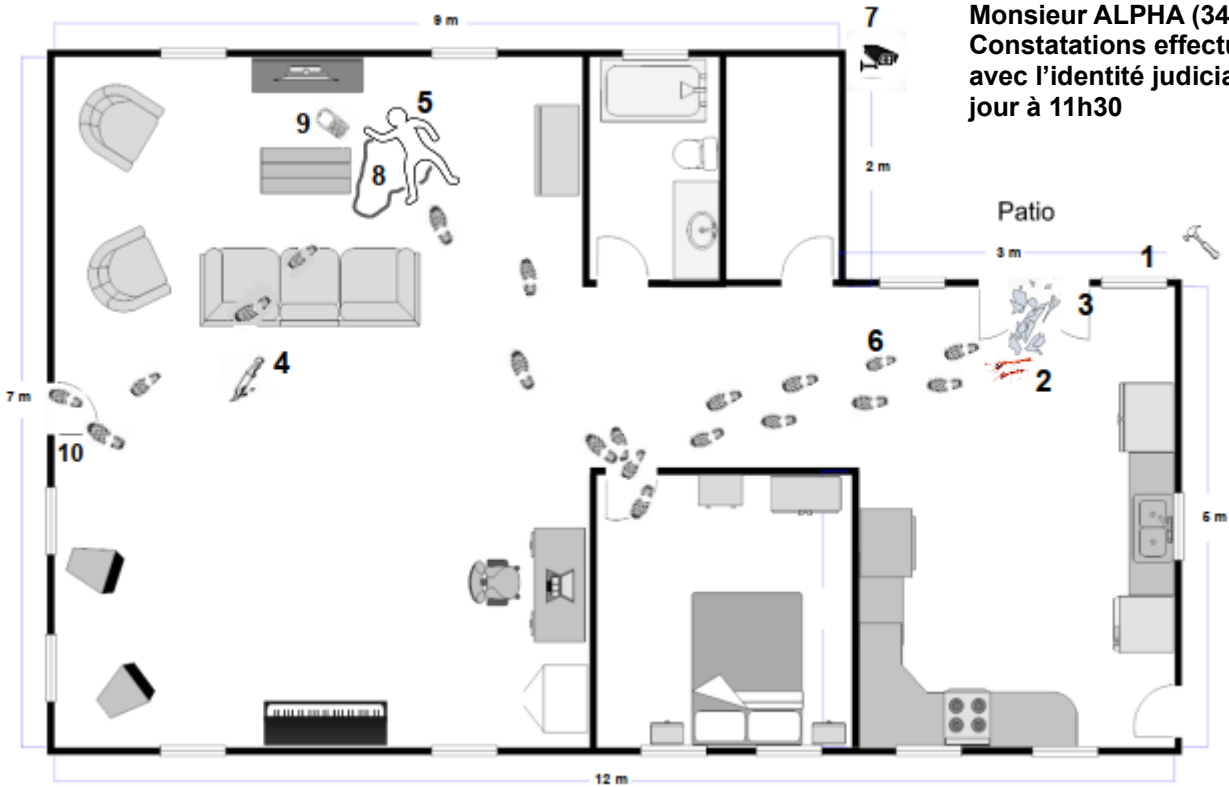 Monsieur ALPHA (34
Constatations effectu
avec l'identité judicia
jour à 11h30
9 m
7
2 m
Patio
3 m
1
3
5
9
8
6
2
4
7 m
10
5 m
12 m